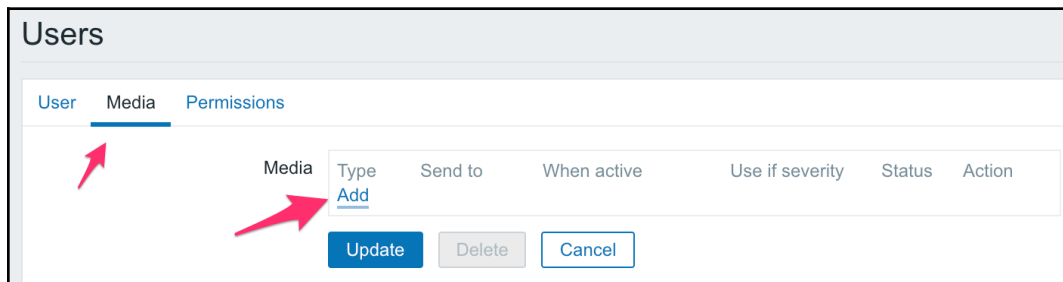 Users
User Media Permissions
Media Type Send to When active Use if severity Status Action
Add
Update Delete Cancel